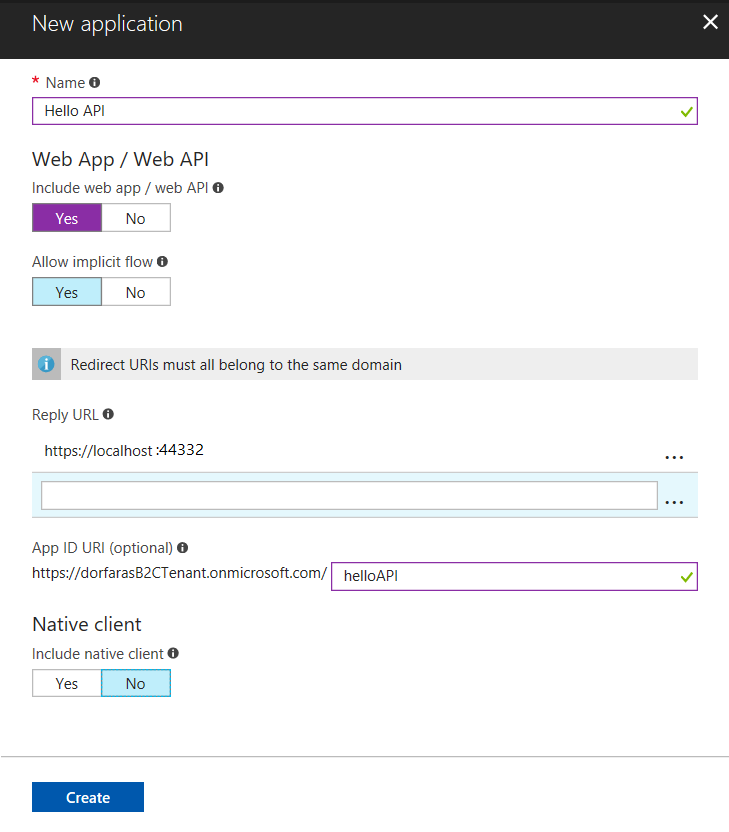 New application
* Name
Hello API
Web App / Web API
Include web app / web API
Yes No
Allow implicit flow
Yes No
Redirect URIs must all belong to the same domain
Reply URL
https://localhost:44332 ...
...
App ID URI (optional)
https://dorfarasB2CTenant.onmicrosoft.com/ helloAPI
Native client
Include native client
Yes No
Create